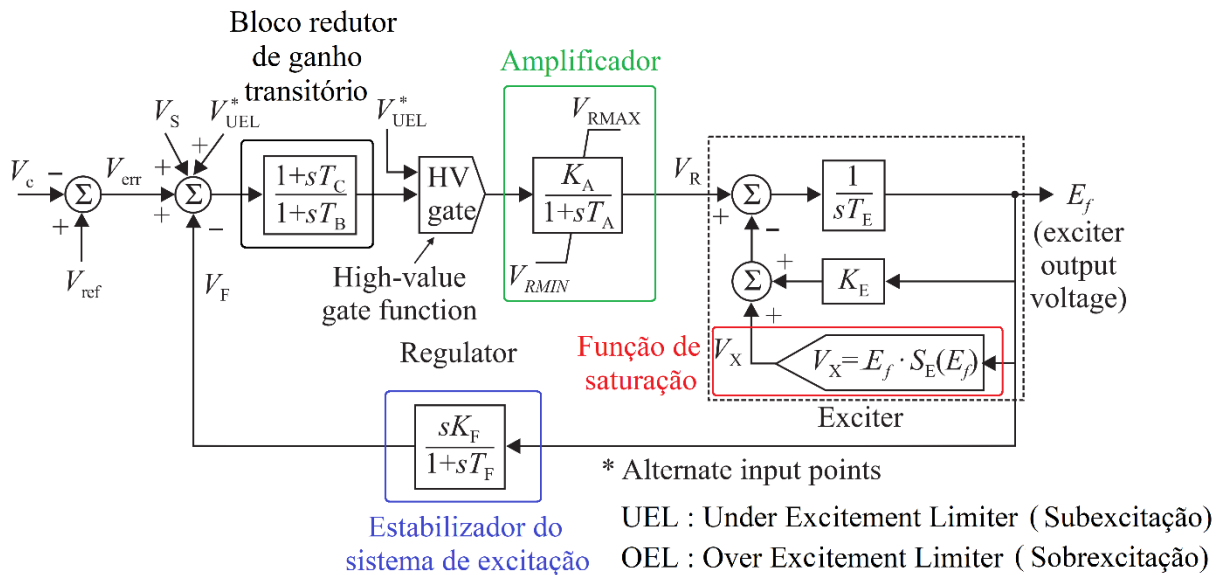 Bloco redutor
de ganho
transitório
Amplificador
V_S
V*_UEL
V*_UEL
V_RMAX
V_c
−
Σ
+
V_ref
V_err
+
+
+
Σ
−
V_F
1+sT_C
1+sT_B
HV
gate
High-value
gate function
K_A
1+sT_A
V_RMIN
V_R
+
Σ
−
1
sT_E
E_f
(exciter
output
voltage)
Σ
+
+
K_E
Regulator
Função de
saturação
V_X
V_X = E_f · S_E(E_f)
Exciter
sK_F
1+sT_F
Estabilizador do
sistema de excitação
* Alternate input points
UEL : Under Excitement Limiter ( Subexcitação)
OEL : Over Excitement Limiter ( Sobrexcitação)